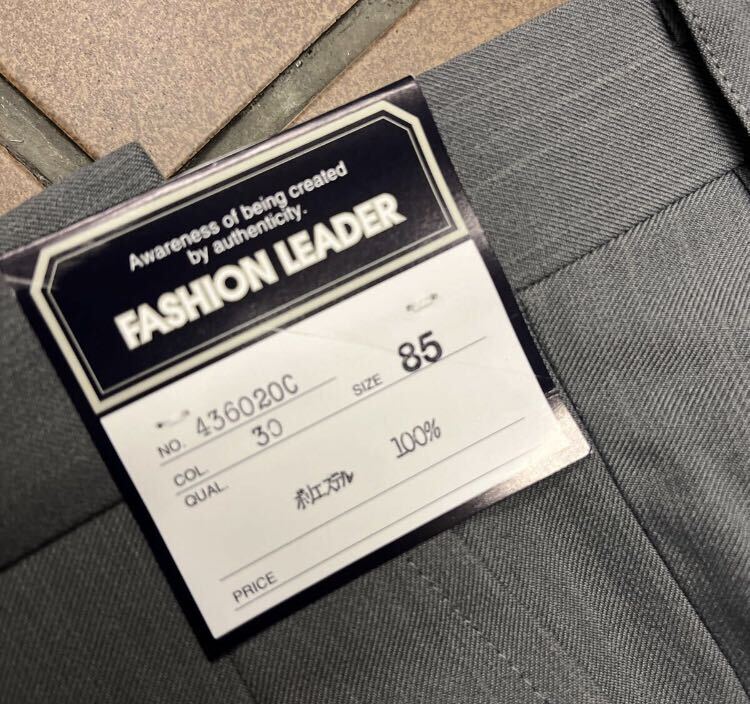 Awareness of being created
by authenticity.
FASHION LEADER
NO. 436020C
SIZE 85
COL. 30
QUAL.
ポリエステル 100%
PRICE